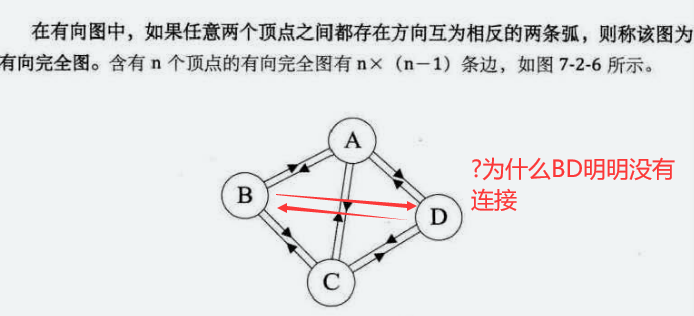 在有向图中，如果任意两个顶点之间都存在方向互为相反的两条弧，则称该图为
有向完全图。含有 n 个顶点的有向完全图有 n×（n－1）条边，如图 7-2-6 所示。
A
?为什么BD明明没有
连接
B
D
C